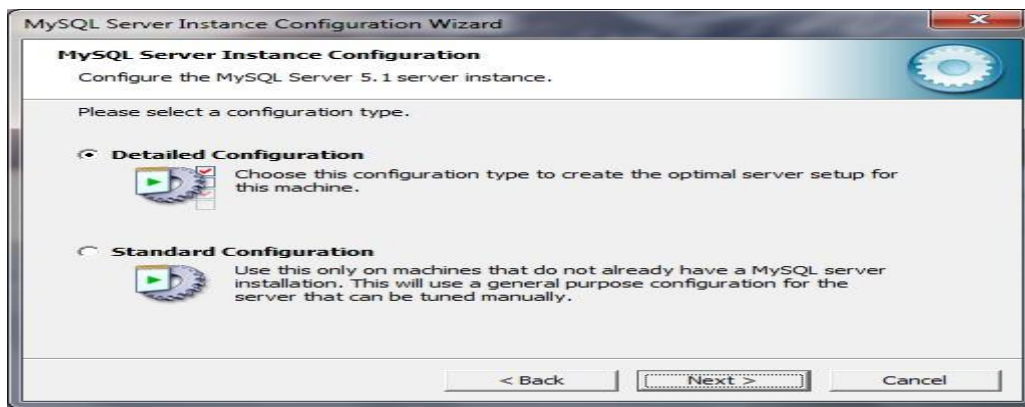 MySQL Server Instance Configuration Wizard
MySQL Server Instance Configuration
Configure the MySQL Server 5.1 server instance.
Please select a configuration type.
Detailed Configuration
Choose this configuration type to create the optimal server setup for
this machine.
Standard Configuration
Use this only on machines that do not already have a MySQL server
installation. This will use a general purpose configuration for the
server that can be tuned manually.
< Back Next > Cancel